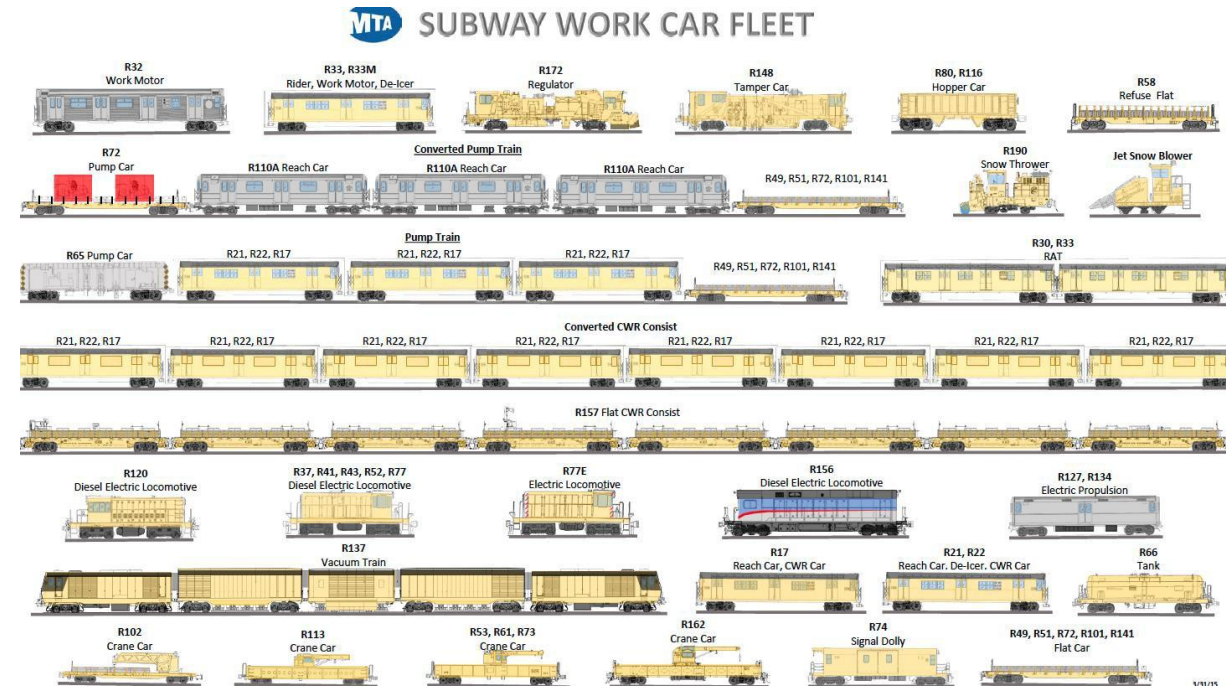 MTA SUBWAY WORK CAR FLEET
R32
Work Motor
R33, R33M
Rider, Work Motor, De-Icer
R172
Regulator
R148
Tamper Car
R80, R116
Hopper Car
R58
Refuse Flat
R72
Pump Car
Converted Pump Train
R110A Reach Car
R110A Reach Car
R110A Reach Car
R49, R51, R72, R101, R141
R190
Snow Thrower
Jet Snow Blower
Pump Train
R65 Pump Car
R21, R22, R17
R21, R22, R17
R21, R22, R17
R49, R51, R72, R101, R141
R30, R33
RAT
Converted CWR Consist
R21, R22, R17
R21, R22, R17
R21, R22, R17
R21, R22, R17
R21, R22, R17
R21, R22, R17
R21, R22, R17
R21, R22, R17
R157 Flat CWR Consist
R120
Diesel Electric Locomotive
R37, R41, R43, R52, R77
Diesel Electric Locomotive
R77E
Electric Locomotive
R156
Diesel Electric Locomotive
R127, R134
Electric Propulsion
R137
Vacuum Train
R17
Reach Car, CWR Car
R21, R22
Reach Car. De-Icer. CWR Car
R66
Tank
R102
Crane Car
R113
Crane Car
R53, R61, R73
Crane Car
R162
Crane Car
R74
Signal Dolly
R49, R51, R72, R101, R141
Flat Car
3/31/15